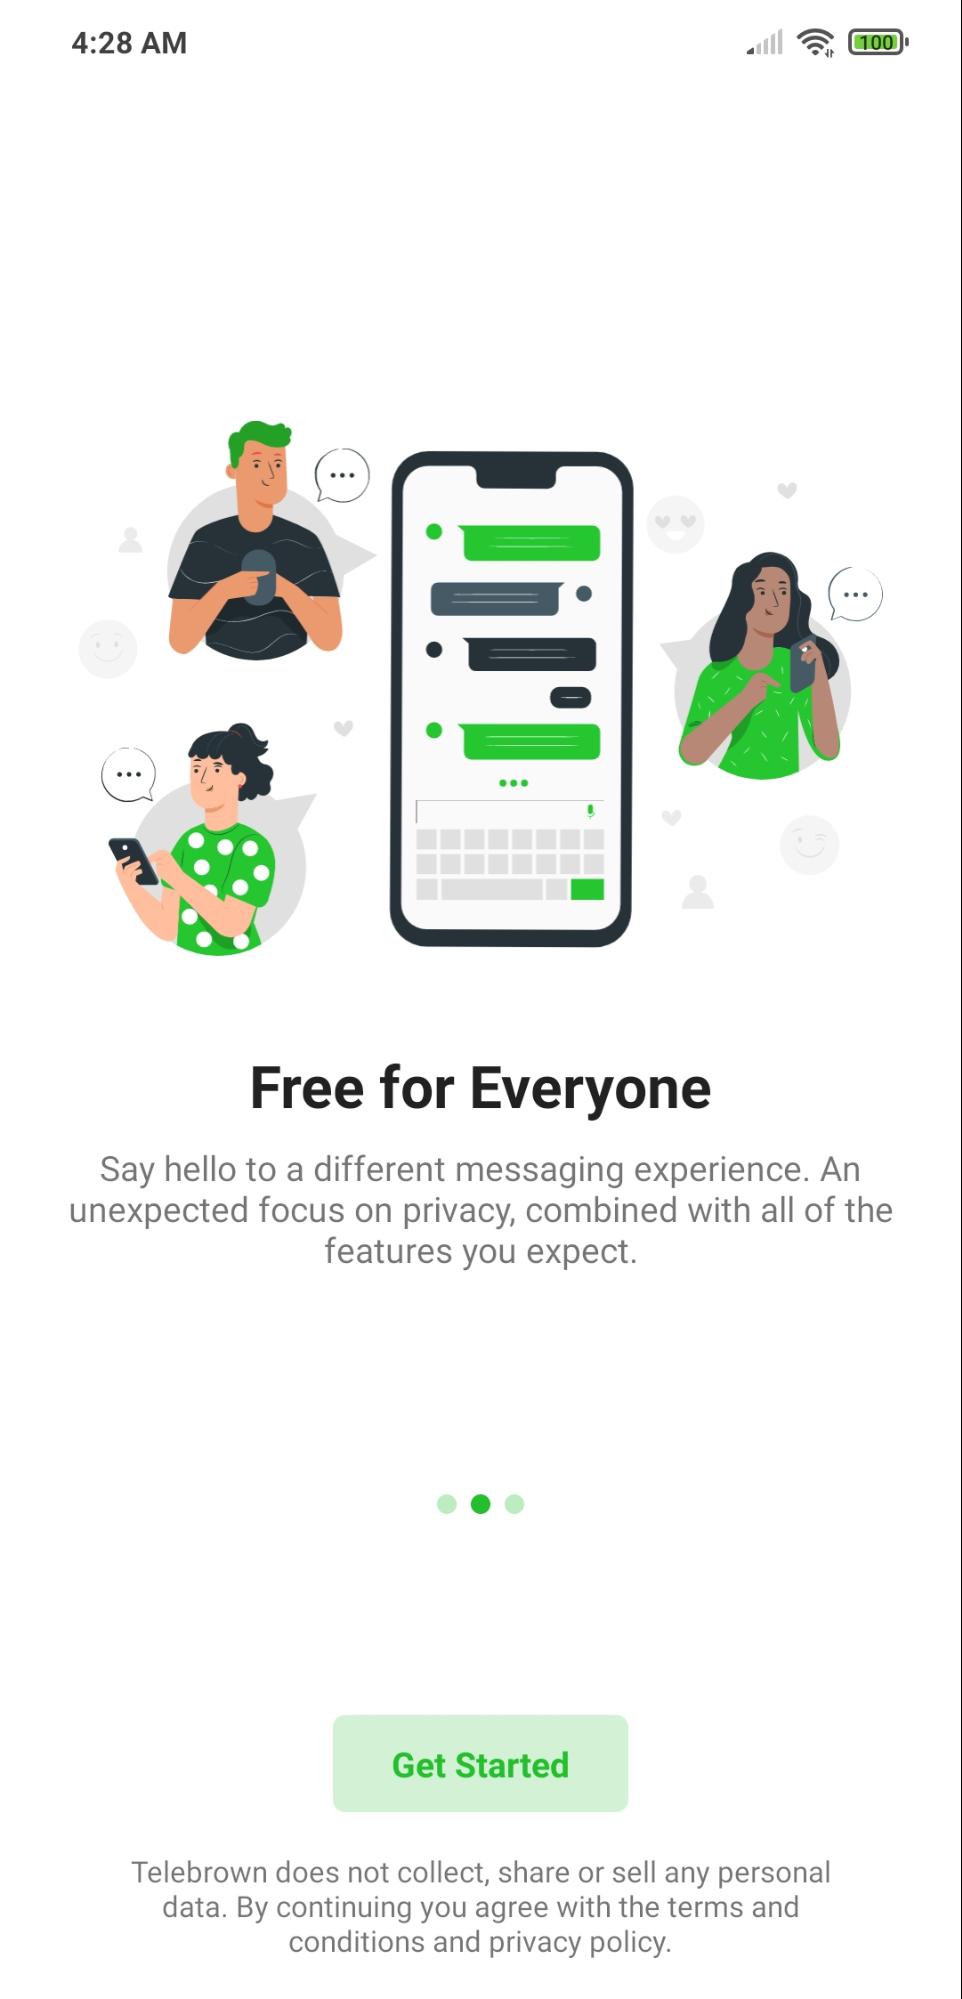 4:28 AM
100
Free for Everyone
Say hello to a different messaging experience. An
unexpected focus on privacy, combined with all of the
features you expect.
Get Started
Telebrown does not collect, share or sell any personal
data. By continuing you agree with the terms and
conditions and privacy policy.